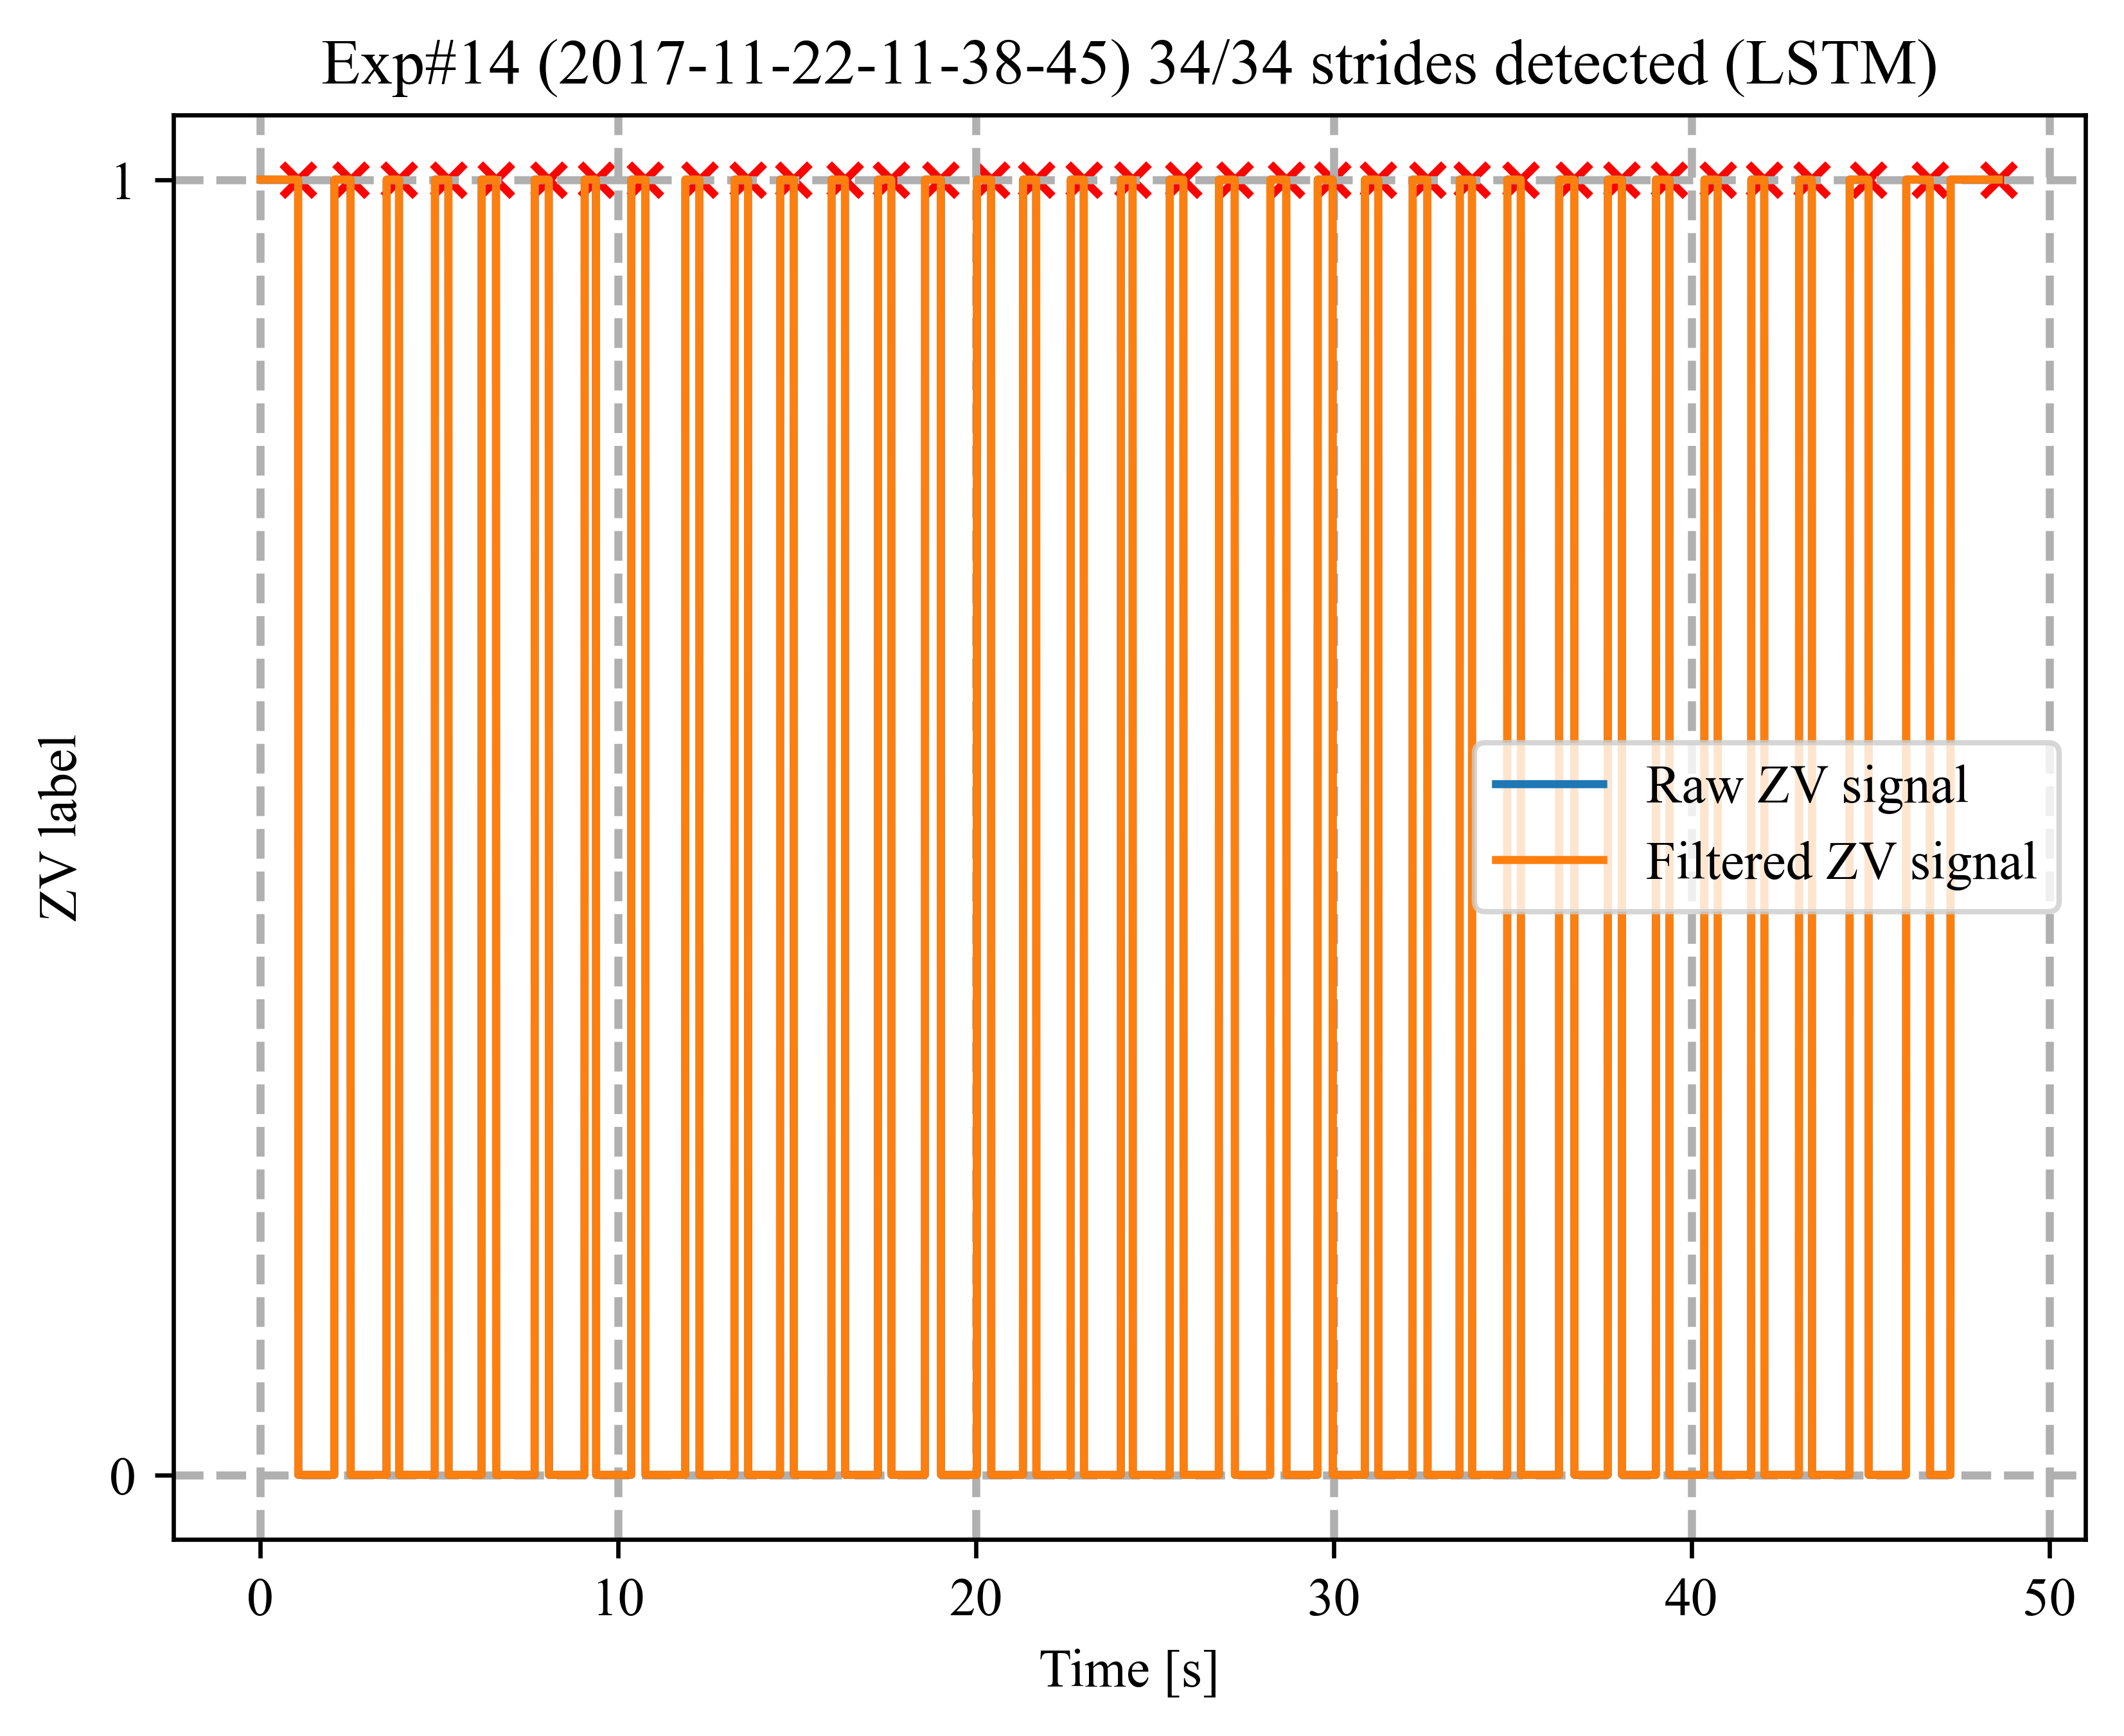 Exp#14 (2017-11-22-11-38-45) 34/34 strides detected (LSTM)
1
ZV label
Raw ZV signal
Filtered ZV signal
0
0 10 20 30 40 50
Time [s]